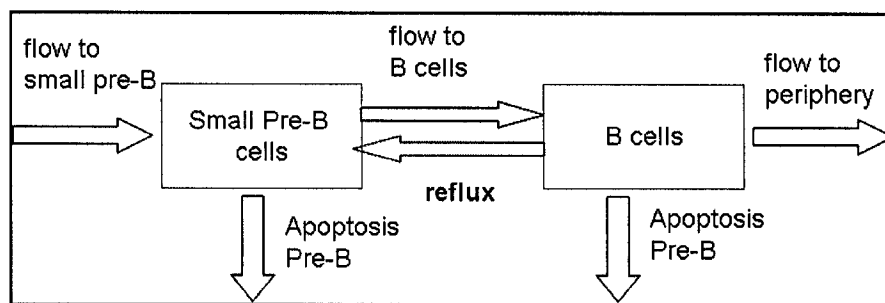 flow to
small pre-B
flow to
B cells
flow to
periphery
Small Pre-B
cells
B cells
reflux
Apoptosis
Pre-B
Apoptosis
Pre-B